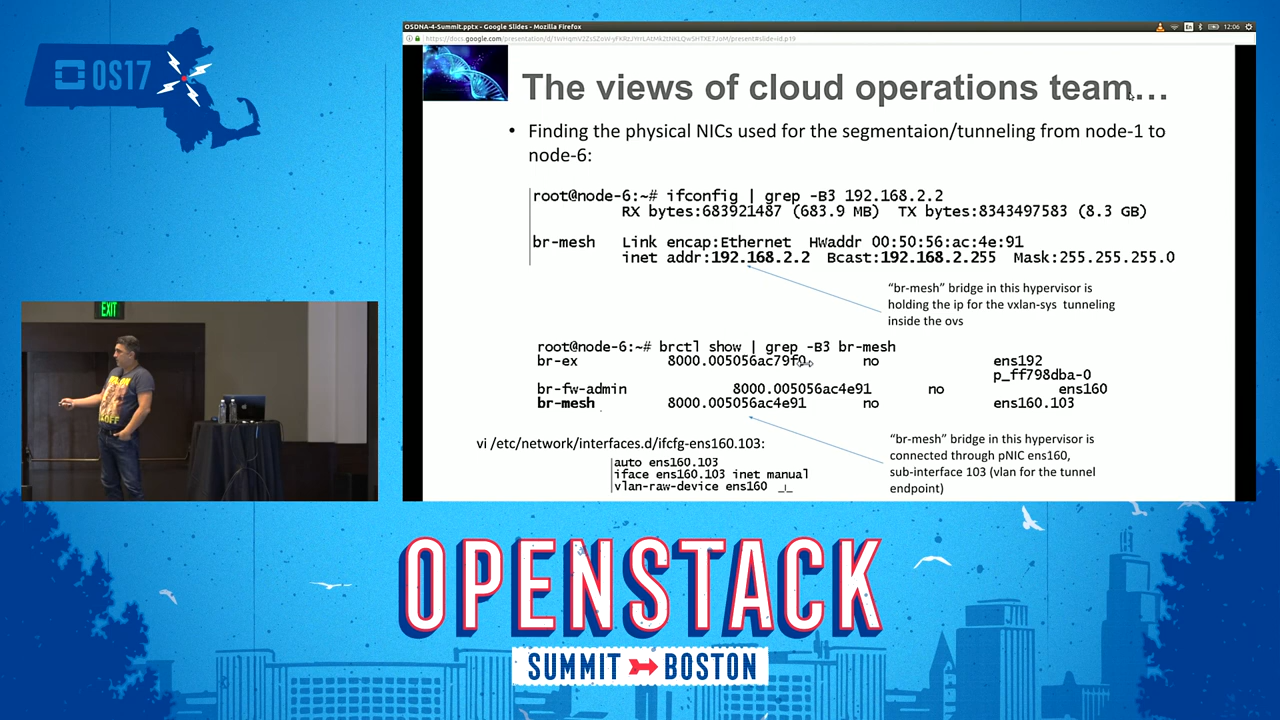 OSDNA-4-Summit.pptx - Google Slides - Mozilla Firefox
En
12:06
OS17
The views of cloud operations team...
• Finding the physical NICs used for the segmentaion/tunneling from node-1 to
node-6:
root@node-6:~# ifconfig | grep -B3 192.168.2.2
RX bytes:683921487 (683.9 MB) TX bytes:8343497583 (8.3 GB)
br-mesh Link encap:Ethernet HWaddr 00:50:56:ac:4e:91
inet addr:192.168.2.2 Bcast:192.168.2.255 Mask:255.255.255.0
“br-mesh” bridge in this hypervisor is
holding the ip for the vxlan-sys tunneling
inside the ovs
root@node-6:~# brctl show | grep -B3 br-mesh
br-ex 8000.005056ac79f0 no ens192
p_ff798dba-0
br-fw-admin 8000.005056ac4e91 no ens160
br-mesh 8000.005056ac4e91 no ens160.103
“br-mesh” bridge in this hypervisor is
connected through pNIC ens160,
sub-interface 103 (vlan for the tunnel
endpoint)
vi /etc/network/interfaces.d/ifcfg-ens160.103:
auto ens160.103
iface ens160.103 inet manual
vlan-raw-device ens160
EXIT
OPENSTACK
SUMMIT BOSTON